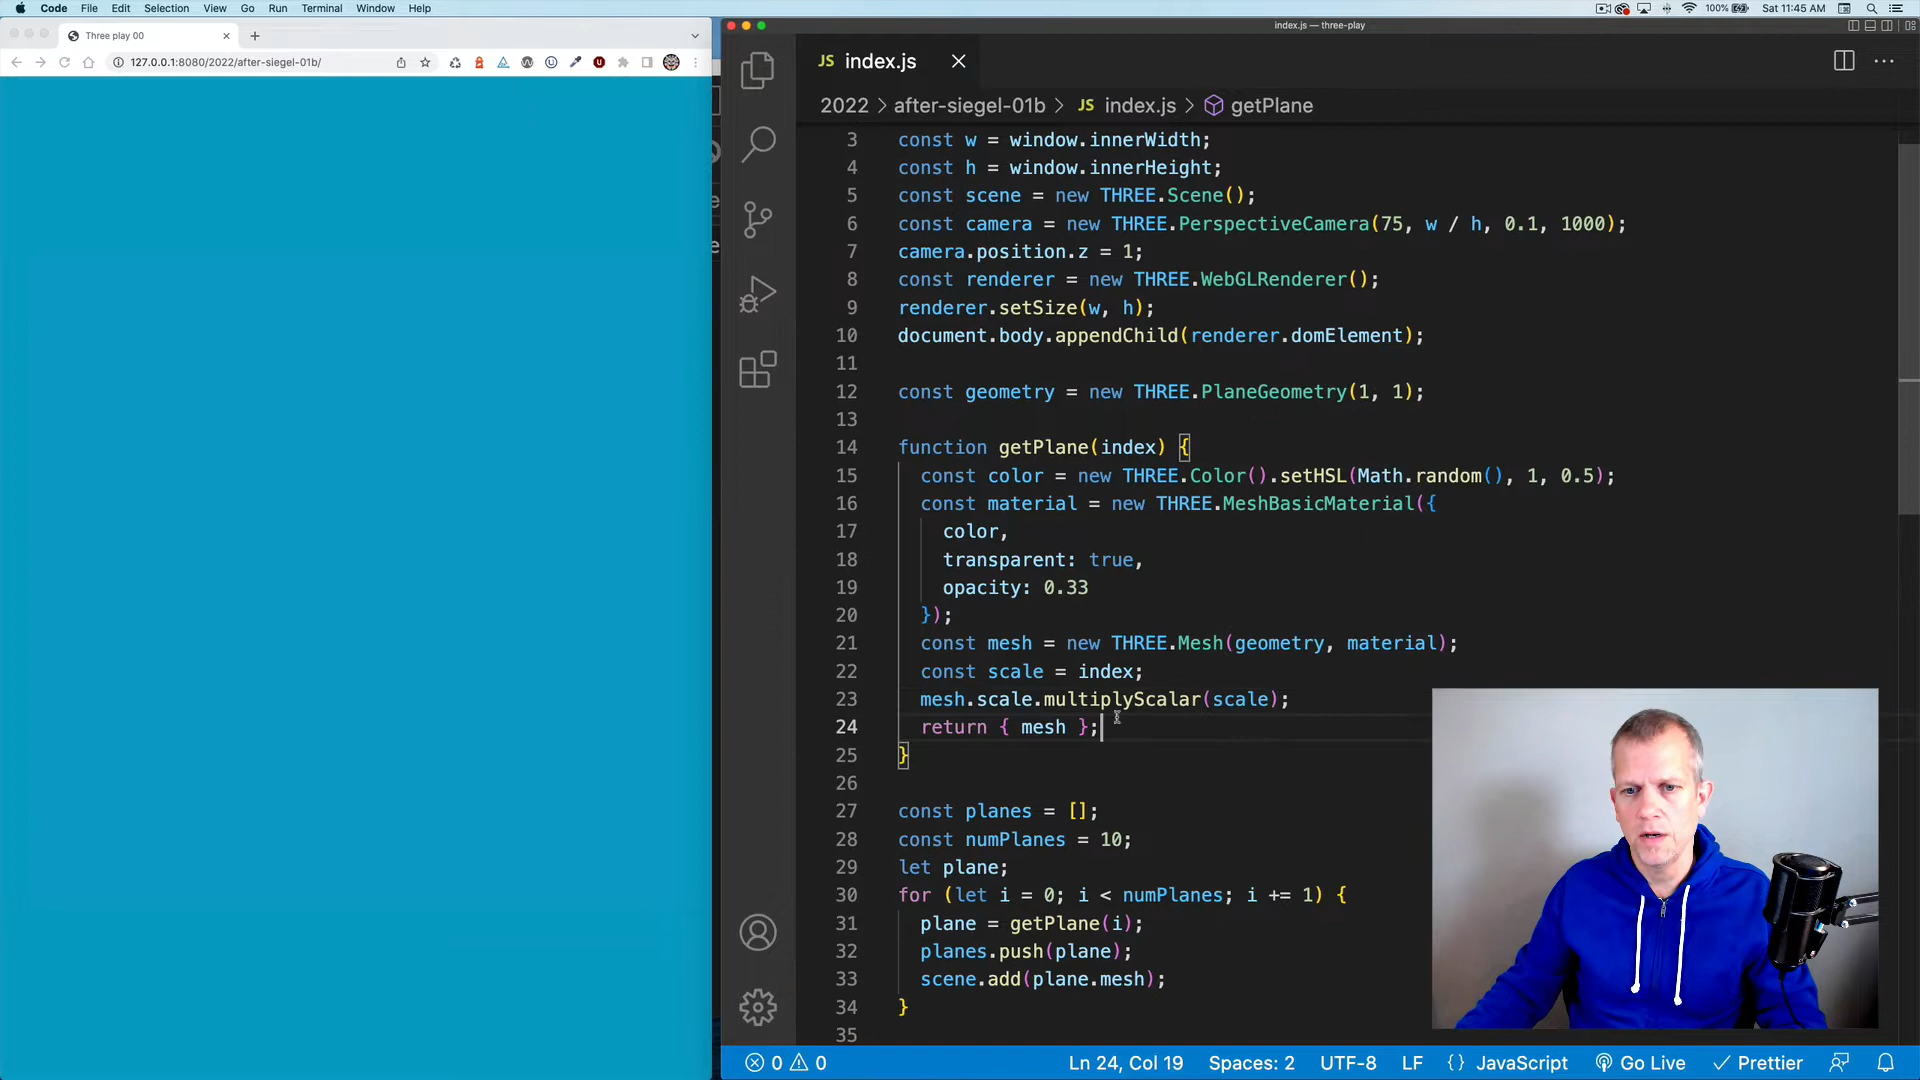 Code File Edit Selection View Go Run Terminal Window Help
100% Sat 11:45 AM
Three play 00
127.0.0.1:8080/2022/after-siegel-01b/
index.js — three-play
JS index.js
2022 > after-siegel-01b > JS index.js > getPlane
3 const w = window.innerWidth;
4 const h = window.innerHeight;
5 const scene = new THREE.Scene();
6 const camera = new THREE.PerspectiveCamera(75, w / h, 0.1, 1000);
7 camera.position.z = 1;
8 const renderer = new THREE.WebGLRenderer();
9 renderer.setSize(w, h);
10 document.body.appendChild(renderer.domElement);
11
12 const geometry = new THREE.PlaneGeometry(1, 1);
13
14 function getPlane(index) {
15 const color = new THREE.Color().setHSL(Math.random(), 1, 0.5);
16 const material = new THREE.MeshBasicMaterial({
17 color,
18 transparent: true,
19 opacity: 0.33
20 });
21 const mesh = new THREE.Mesh(geometry, material);
22 const scale = index;
23 mesh.scale.multiplyScalar(scale);
24 return { mesh };
25 }
26
27 const planes = [];
28 const numPlanes = 10;
29 let plane;
30 for (let i = 0; i < numPlanes; i += 1) {
31 plane = getPlane(i);
32 planes.push(plane);
33 scene.add(plane.mesh);
34 }
35
0 0 Ln 24, Col 19 Spaces: 2 UTF-8 LF {} JavaScript Go Live Prettier